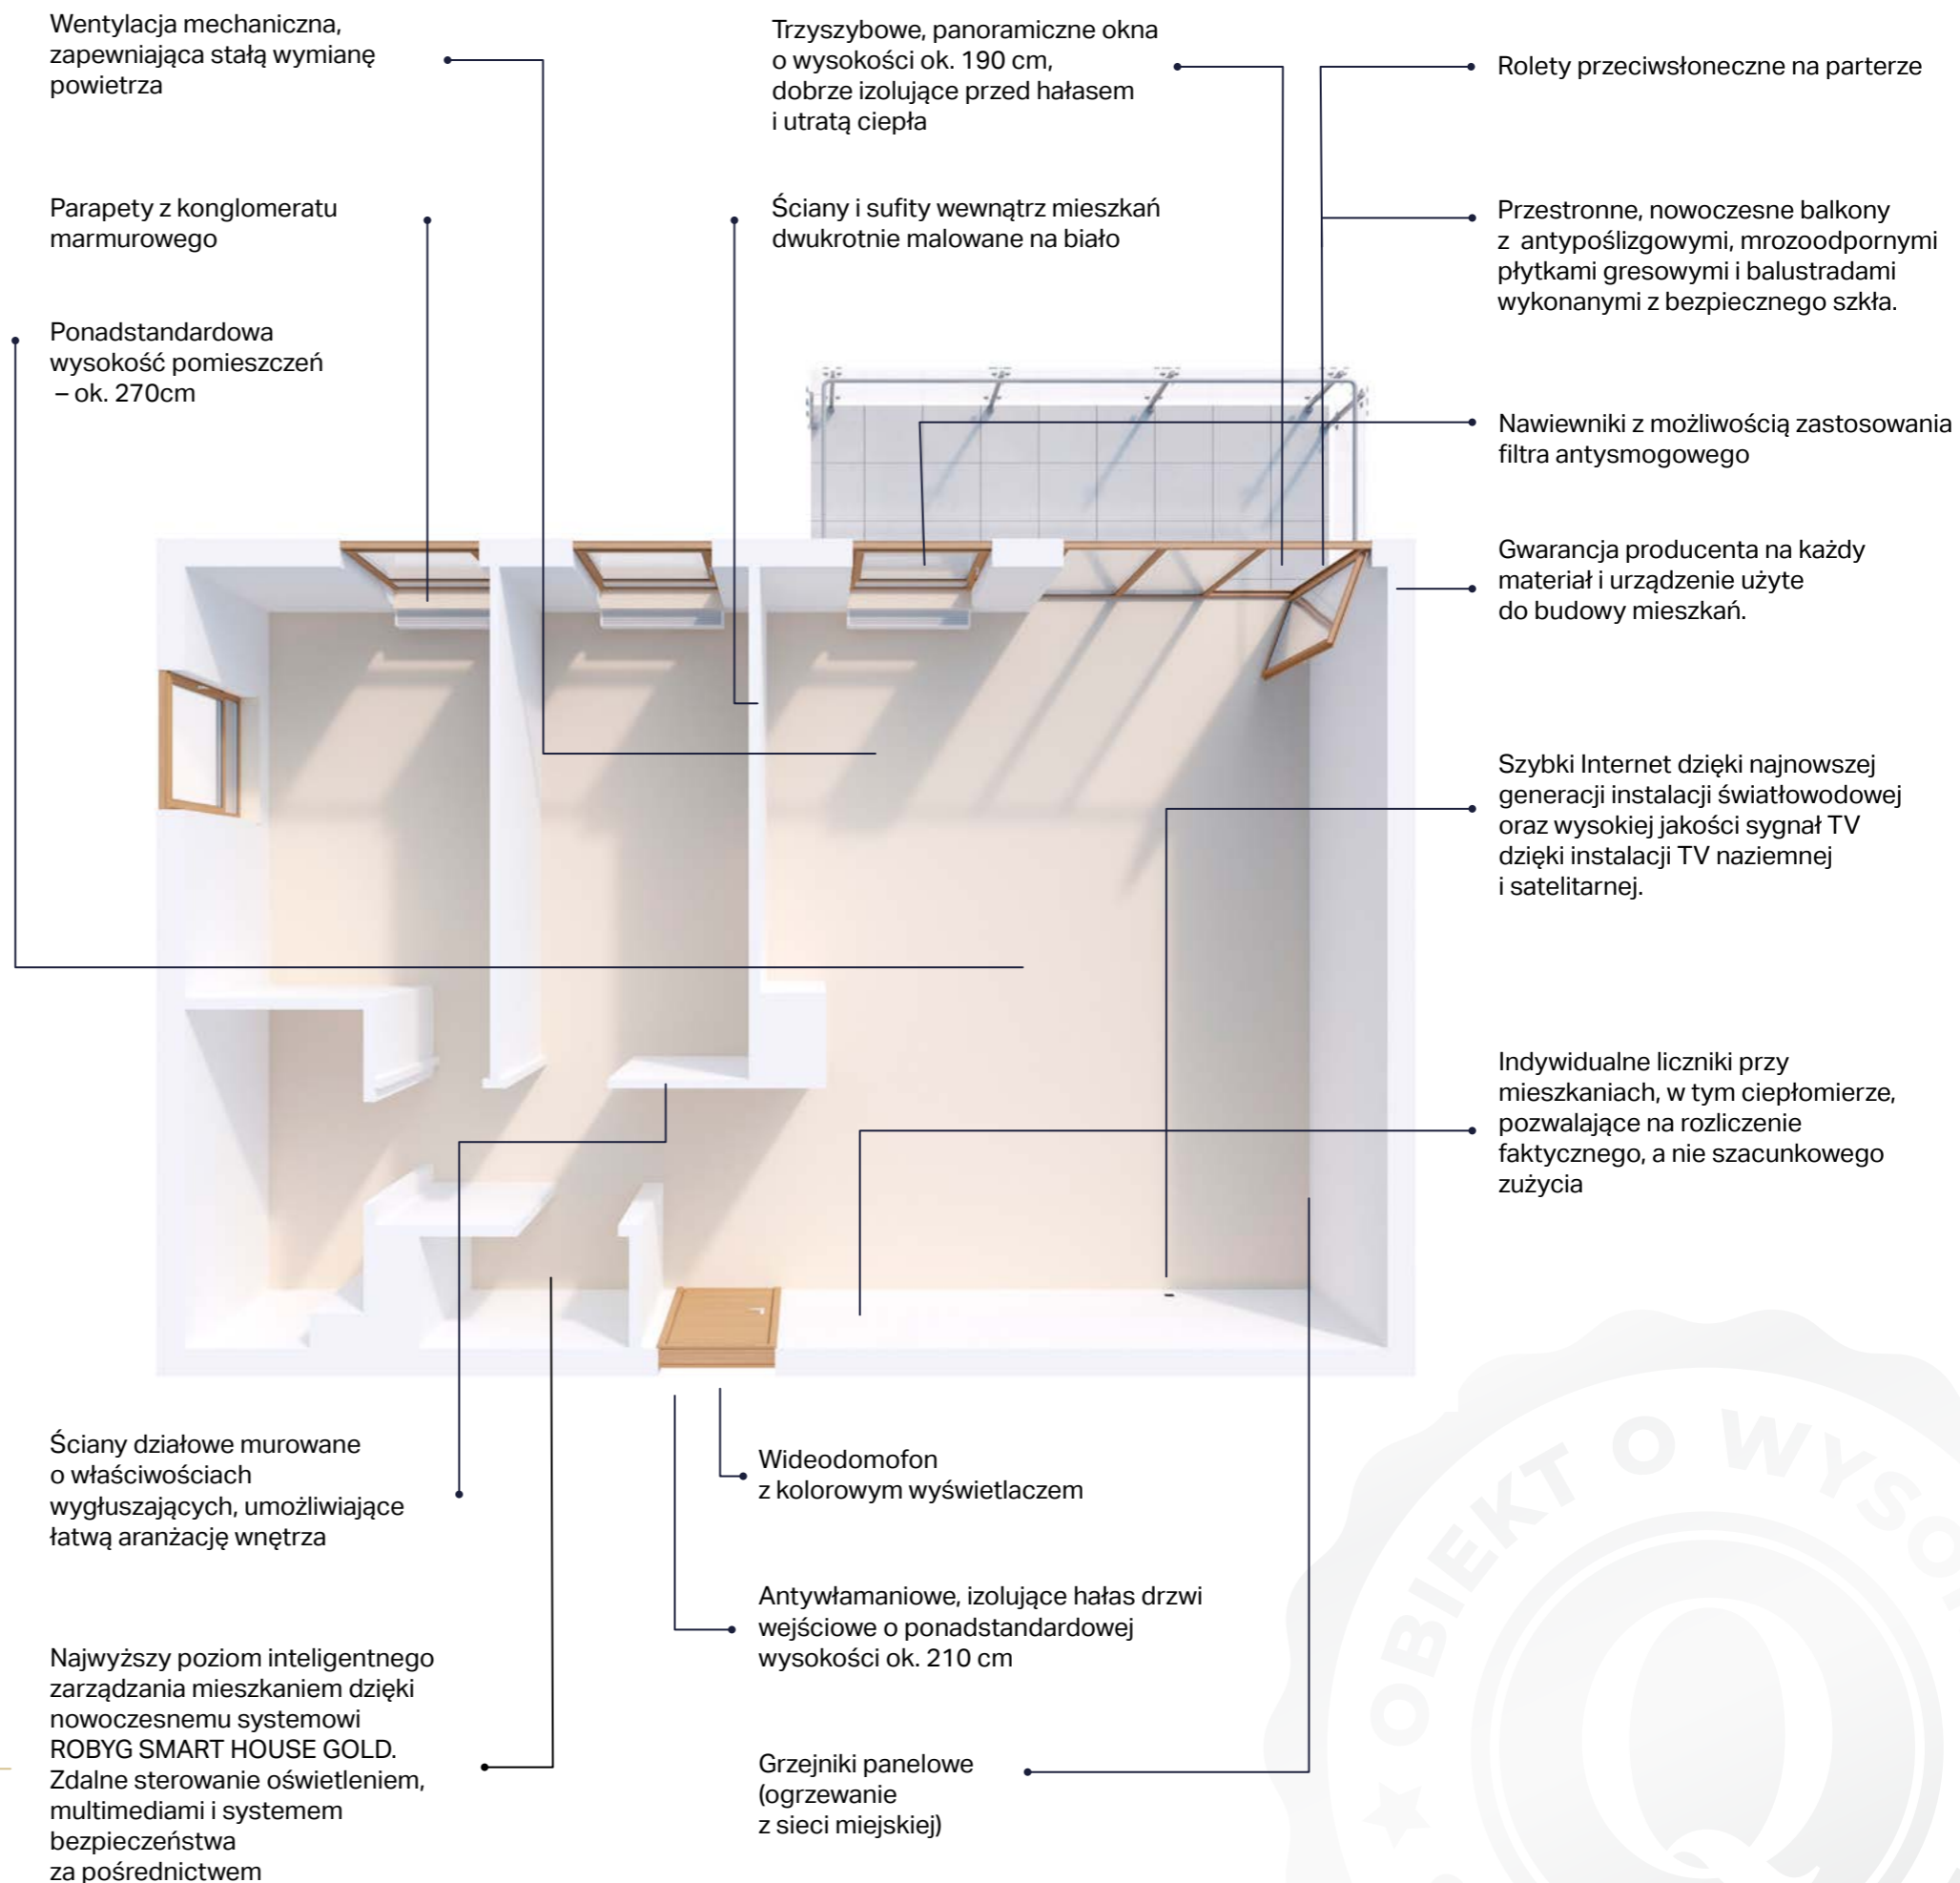 Wentylacja mechaniczna,
zapewniająca stałą wymianę
powietrza
Trzyszybowe, panoramiczne okna
o wysokości ok. 190 cm,
dobrze izolujące przed hałasem
i utratą ciepła
Rolety przeciwsłoneczne na parterze
Parapety z konglomeratu
marmurowego
Ściany i sufity wewnątrz mieszkań
dwukrotnie malowane na biało
Przestronne, nowoczesne balkony
z antypoślizgowymi, mrozoodpornymi
płytkami gresowymi i balustradami
wykonanymi z bezpiecznego szkła.
Ponadstandardowa
wysokość pomieszczeń
– ok. 270cm
Nawiewniki z możliwością zastosowania
filtra antysmogowego
Gwarancja producenta na każdy
materiał i urządzenie użyte
do budowy mieszkań.
Szybki Internet dzięki najnowszej
generacji instalacji światłowodowej
oraz wysokiej jakości sygnał TV
dzięki instalacji TV naziemnej
i satelitarnej.
Indywidualne liczniki przy
mieszkaniach, w tym ciepłomierze,
pozwalające na rozliczenie
faktycznego, a nie szacunkowego
zużycia
Ściany działowe murowane
o właściwościach
wygłuszających, umożliwiające
łatwą aranżację wnętrza
Wideodomofon
z kolorowym wyświetlaczem
Antywłamaniowe, izolujące hałas drzwi
wejściowe o ponadstandardowej
wysokości ok. 210 cm
Najwyższy poziom inteligentnego
zarządzania mieszkaniem dzięki
nowoczesnemu systemowi
ROBYG SMART HOUSE GOLD.
Zdalne sterowanie oświetleniem,
multimediami i systemem
bezpieczeństwa
za pośrednictwem
Grzejniki panelowe
(ogrzewanie
z sieci miejskiej)
OBIEKT O WYSO
Q